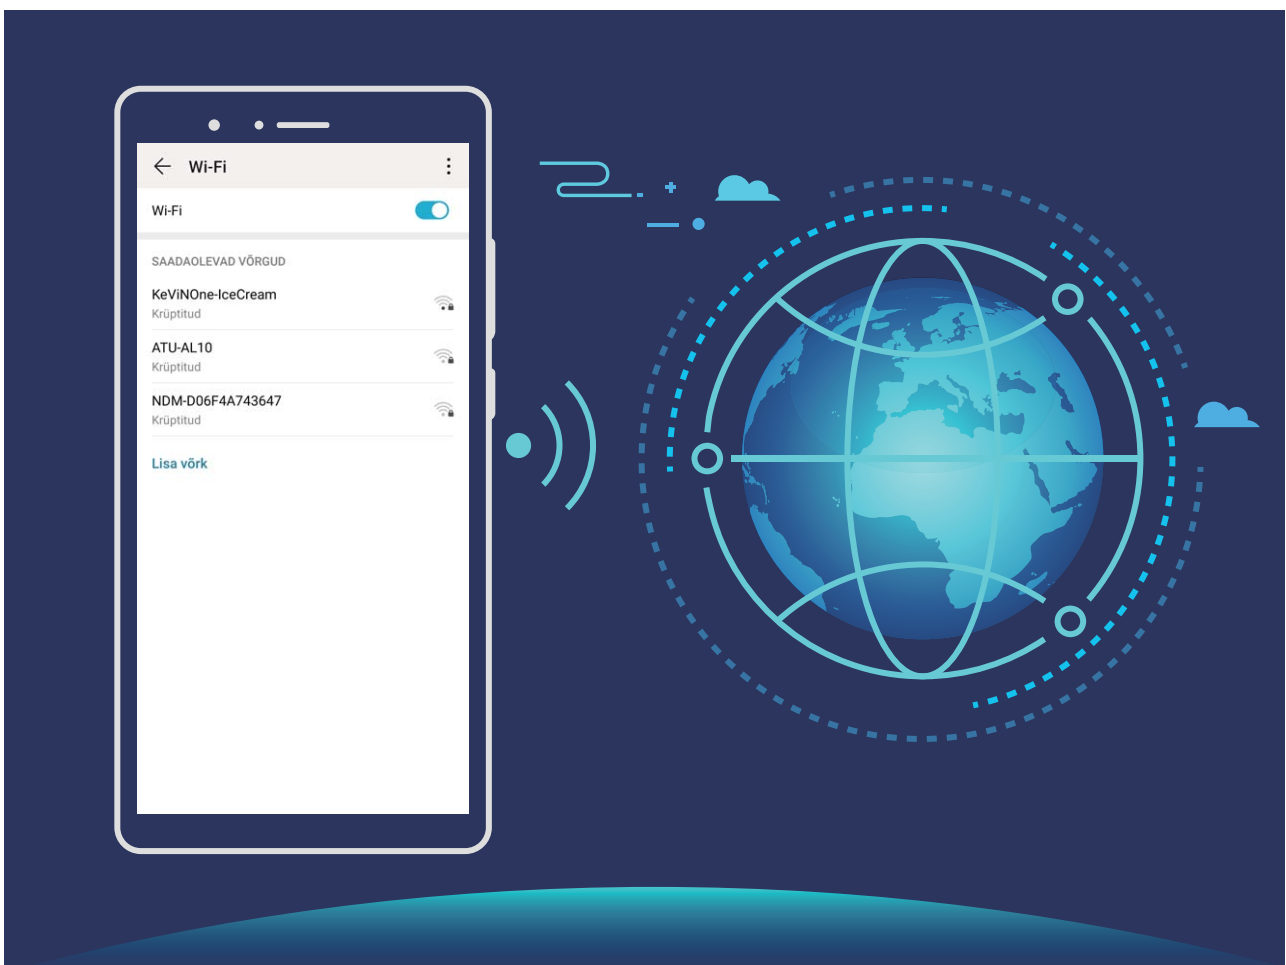 Wi-Fi
Wi-Fi
SAADAOLEVAD VÕRGUD
KeViNOne-IceCream
Krüptitud
ATU-AL10
Krüptitud
NDM-D06F4A743647
Krüptitud
Lisa võrk